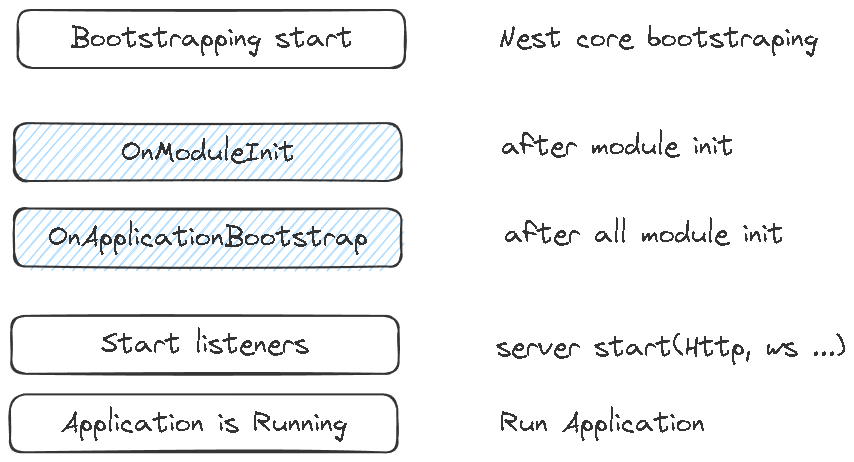 Bootstrapping start
Nest core bootstraping
OnModuleInit
after module init
OnApplicationBootstrap
after all module init
Start listeners
server start(Http, ws ...)
Application is Running
Run Application